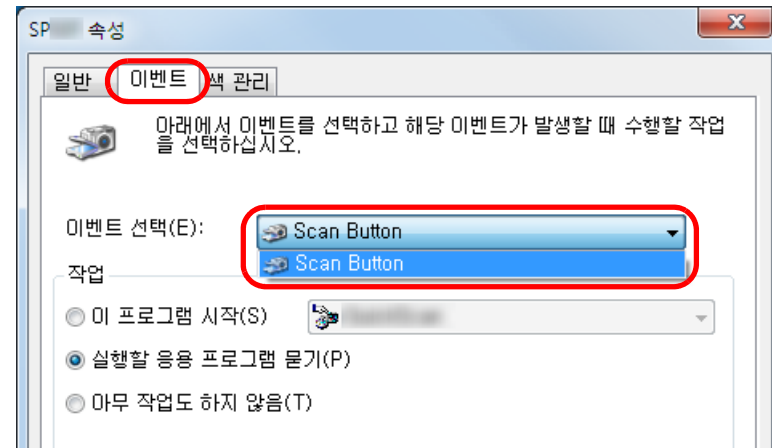 SP 속성
일반 이벤트 색 관리
아래에서 이벤트를 선택하고 해당 이벤트가 발생할 때 수행할 작업
을 선택하십시오.
이벤트 선택(E): Scan Button
Scan Button
작업
이 프로그램 시작(S)
실행할 응용 프로그램 묻기(P)
아무 작업도 하지 않음(T)